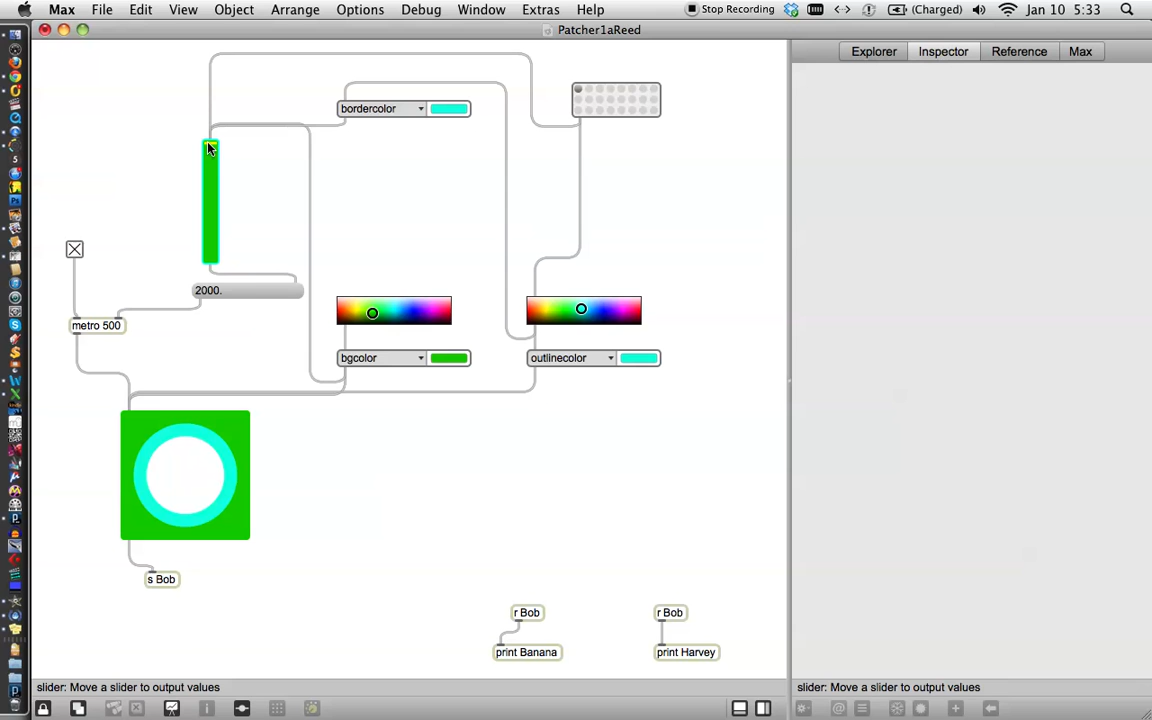 Max File Edit View Object Arrange Options Debug Window Extras Help
Stop Recording (Charged) Jan 10 5:33
Patcher1aReed
Explorer Inspector Reference Max
bordercolor
2000.
metro 500
bgcolor
outlinecolor
s Bob
r Bob
r Bob
print Banana
print Harvey
slider: Move a slider to output values
slider: Move a slider to output values